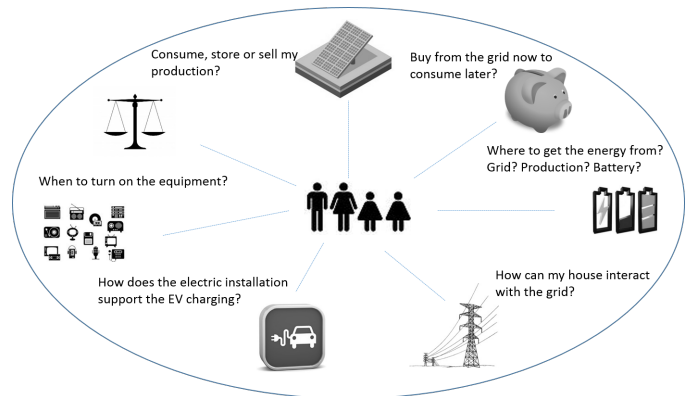 Consume, store or sell my
production?
Buy from the grid now to
consume later?
Where to get the energy from?
Grid? Production? Battery?
When to turn on the equipment?
How does the electric installation
support the EV charging?
How can my house interact
with the grid?